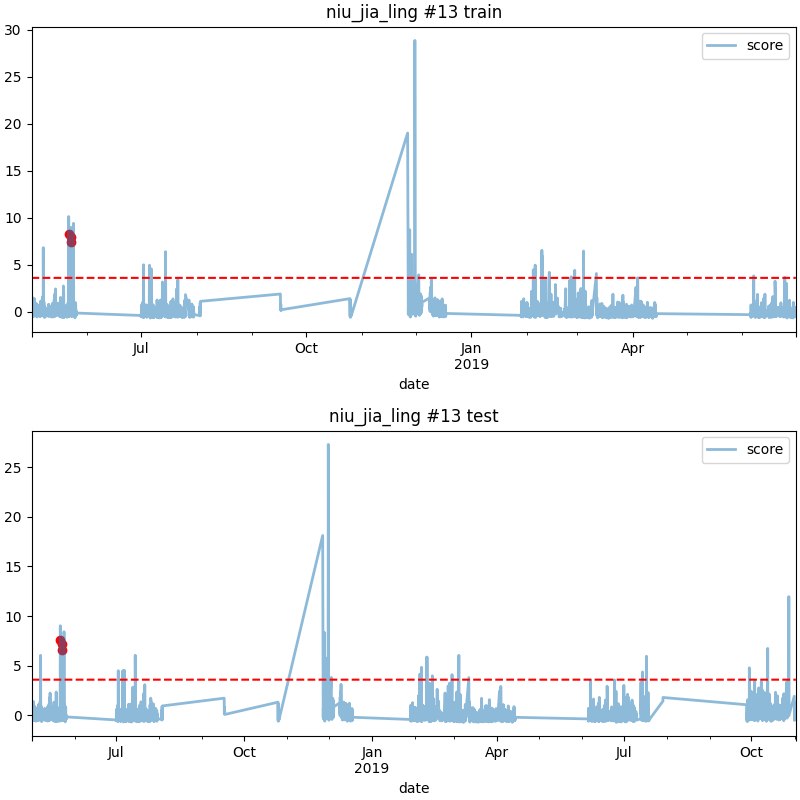 niu_jia_ling #13 train
score
30
25
20
15
10
5
0
Jul
Oct
Jan
2019
Apr
date
niu_jia_ling #13 test
score
25
20
15
10
5
0
Jul
Oct
Jan
2019
Apr
Jul
Oct
date